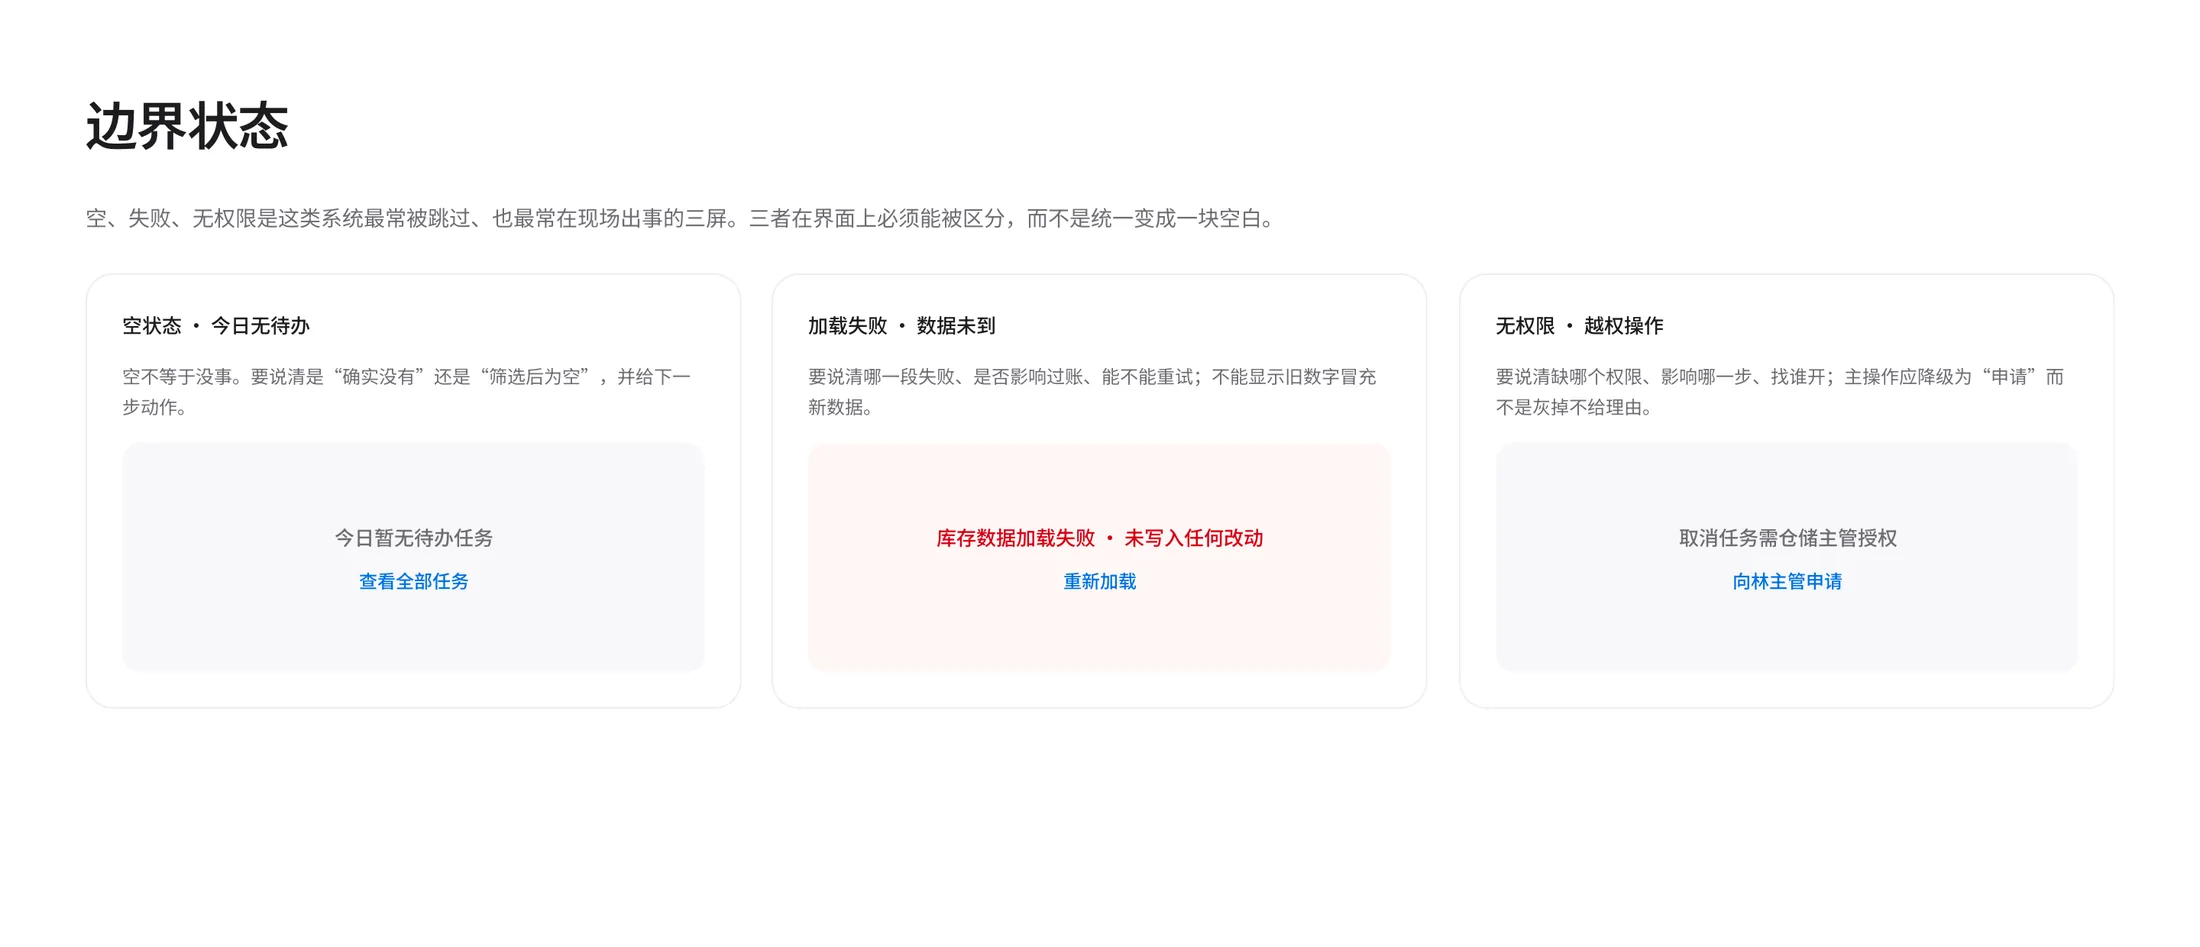 边界状态
空、失败、无权限是这类系统最常被跳过、也最常在现场出事的三屏。三者在界面上必须能被区分，而不是统一变成一块空白。
空状态 · 今日无待办
空不等于没事。要说清是“确实没有”还是“筛选后为空”，并给下一
步动作。
今日暂无待办任务
查看全部任务
加载失败 · 数据未到
要说清哪一段失败、是否影响过账、能不能重试；不能显示旧数字冒充
新数据。
库存数据加载失败 · 未写入任何改动
重新加载
无权限 · 越权操作
要说清缺哪个权限、影响哪一步、找谁开；主操作应降级为“申请”而
不是灰掉不给理由。
取消任务需仓储主管授权
向林主管申请